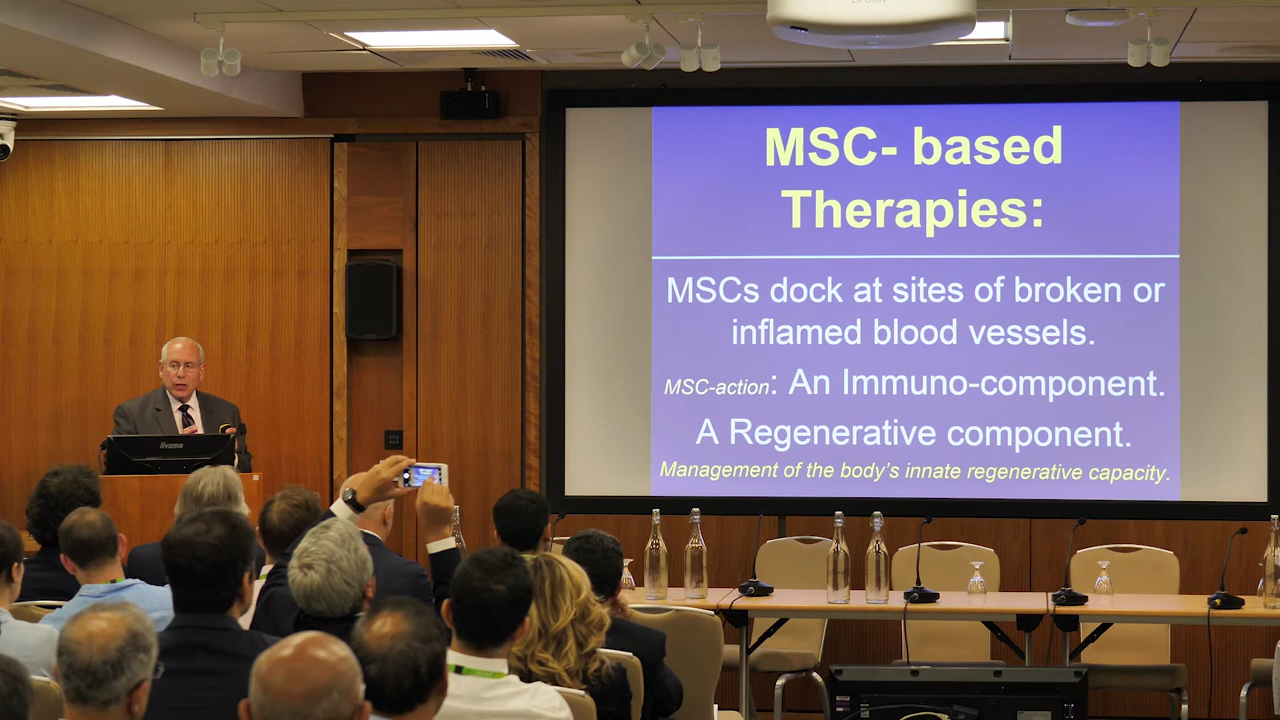 EPSON
MSC- based
Therapies:
MSCs dock at sites of broken or
inflamed blood vessels.
MSC-action: An Immuno-component.
A Regenerative component.
Management of the body's innate regenerative capacity.
iiyama